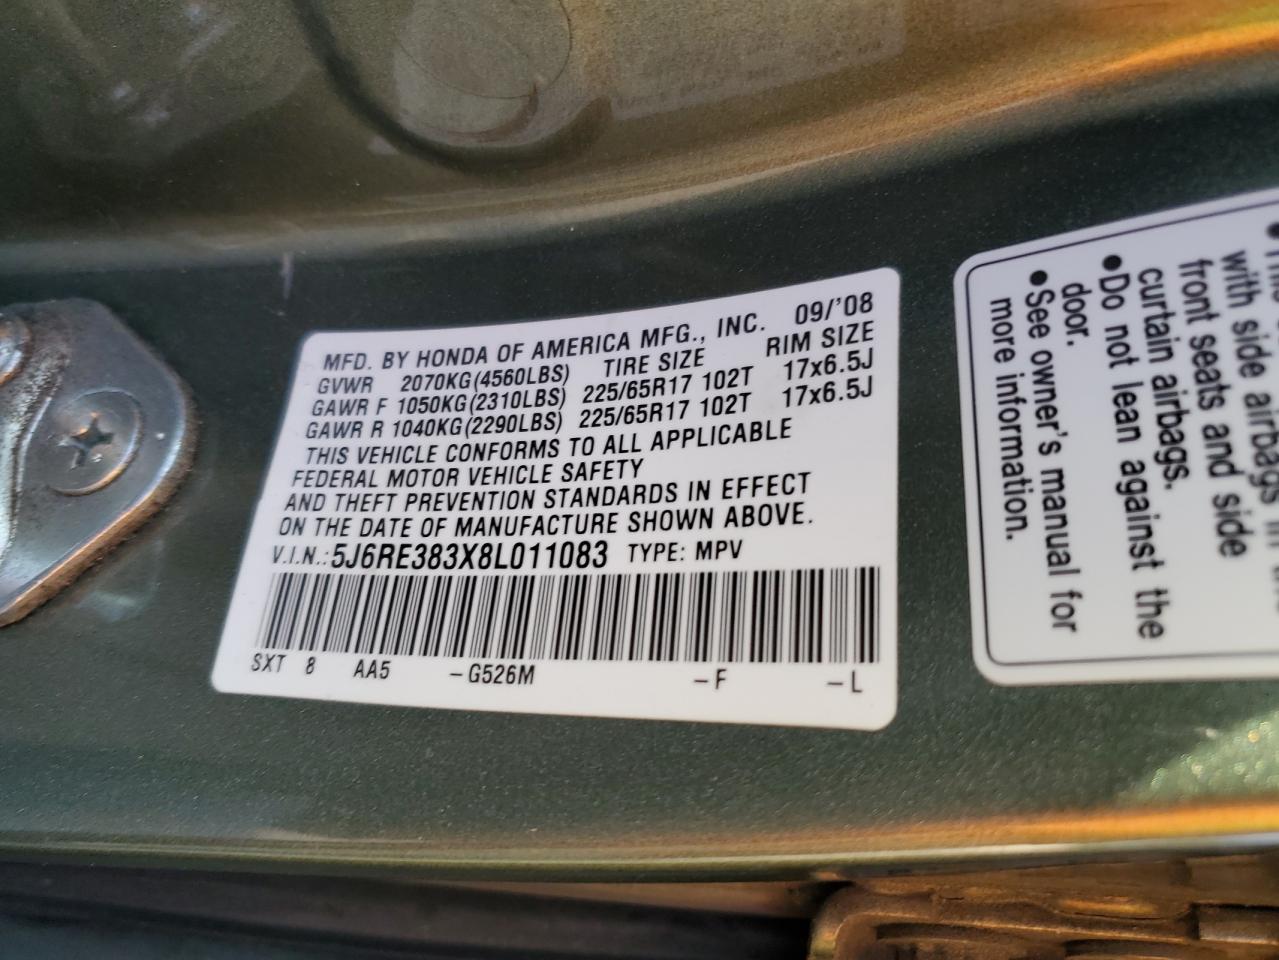 MFD. BY HONDA OF AMERICA MFG., INC. 09/'08
GVWR 2070KG(4560LBS) TIRE SIZE RIM SIZE
GAWR F 1050KG(2310LBS) 225/65R17 102T 17x6.5J
GAWR R 1040KG(2290LBS) 225/65R17 102T 17x6.5J
THIS VEHICLE CONFORMS TO ALL APPLICABLE
FEDERAL MOTOR VEHICLE SAFETY
AND THEFT PREVENTION STANDARDS IN EFFECT
ON THE DATE OF MANUFACTURE SHOWN ABOVE.
V.I.N.: 5J6RE383X8L011083 TYPE: MPV
SXT 8 AA5 -G526M -F -L
with side airbags in
front seats and side
curtain airbags.
●Do not lean against the
door.
●See owner's manual for
more information.